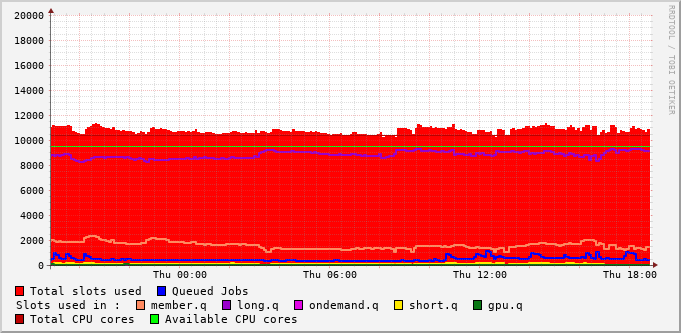 20000
18000
16000
14000
12000
10000
8000
6000
4000
2000
0
Thu 00:00 Thu 06:00 Thu 12:00 Thu 18:00
RRDTOOL / TOBI OETIKER
Total slots used Queued Jobs
Slots used in : member.q long.q ondemand.q short.q gpu.q
Total CPU cores Available CPU cores